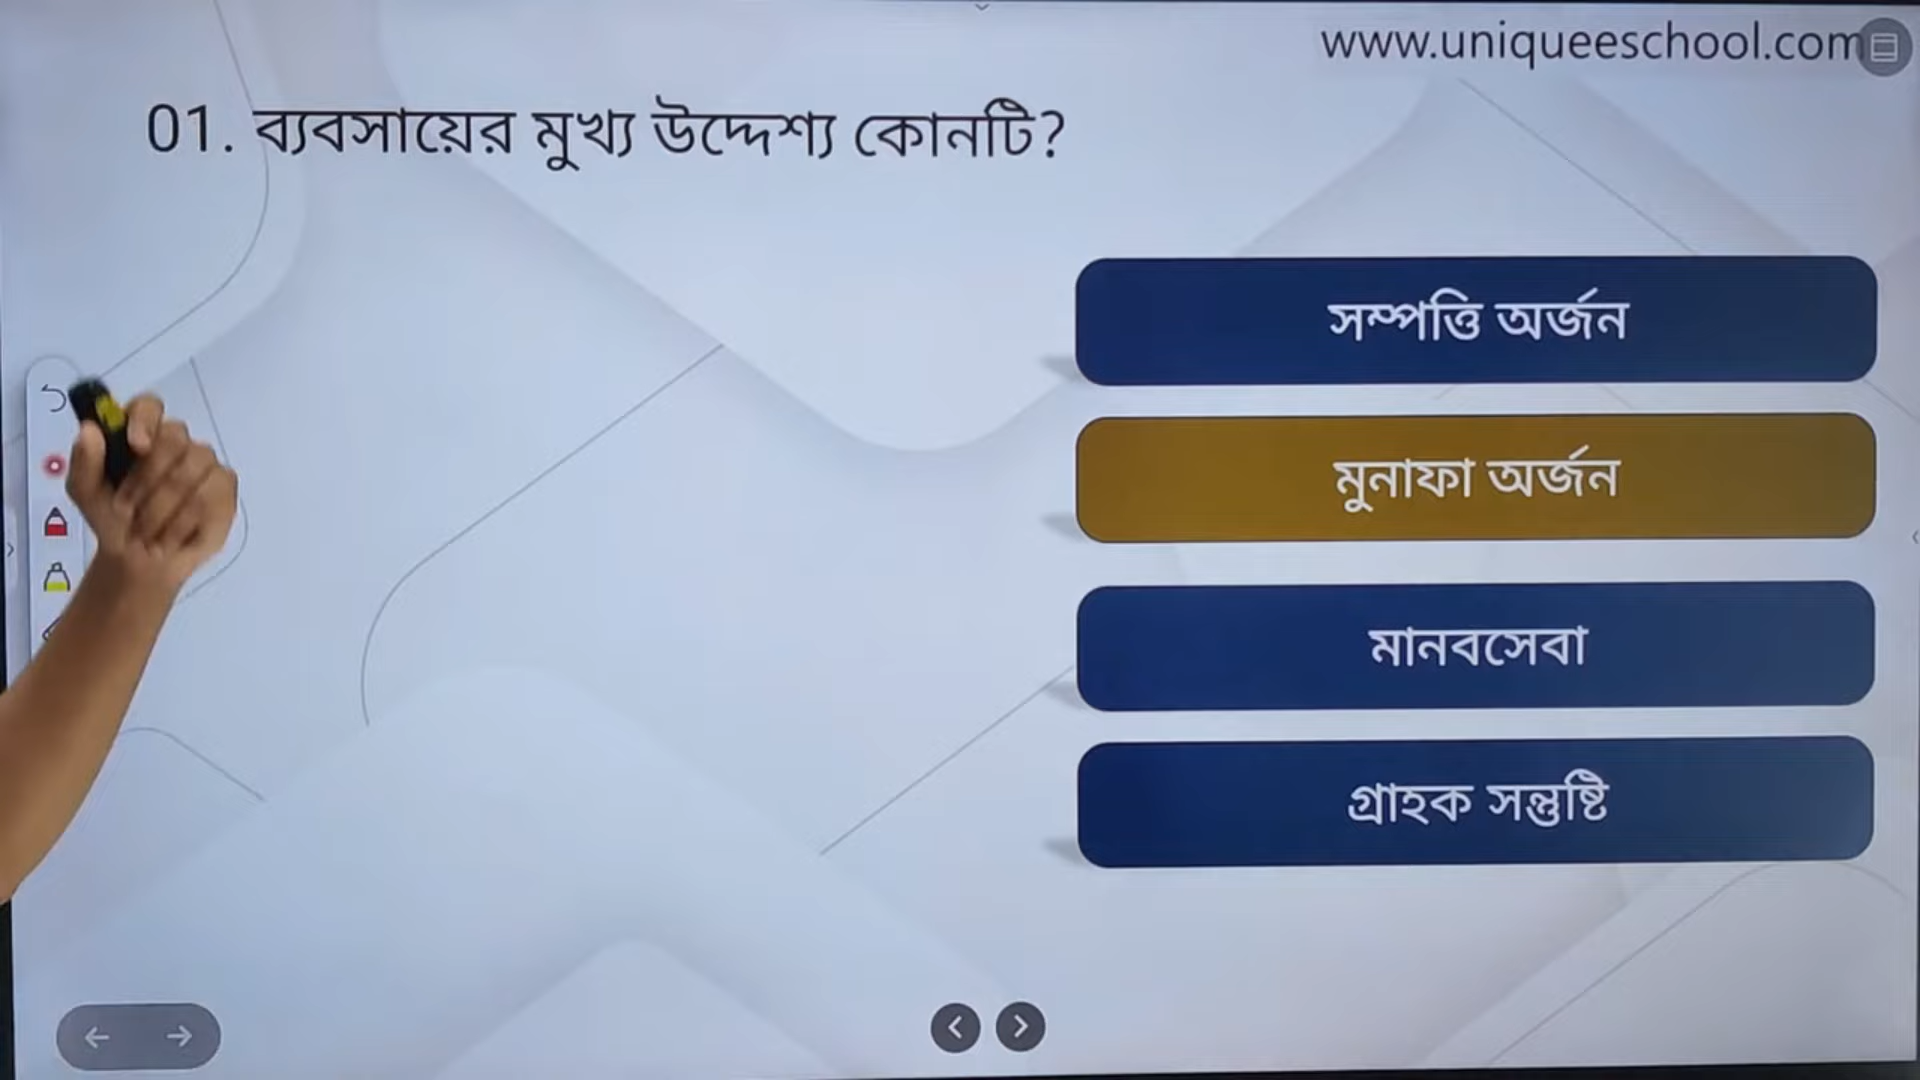 www.uniqueeschool.com
01. ব্যবসায়ের মুখ্য উদ্দেশ্য কোনটি?
সম্পত্তি অর্জন
মুনাফা অর্জন
মানবসেবা
গ্রাহক সন্তুষ্টি